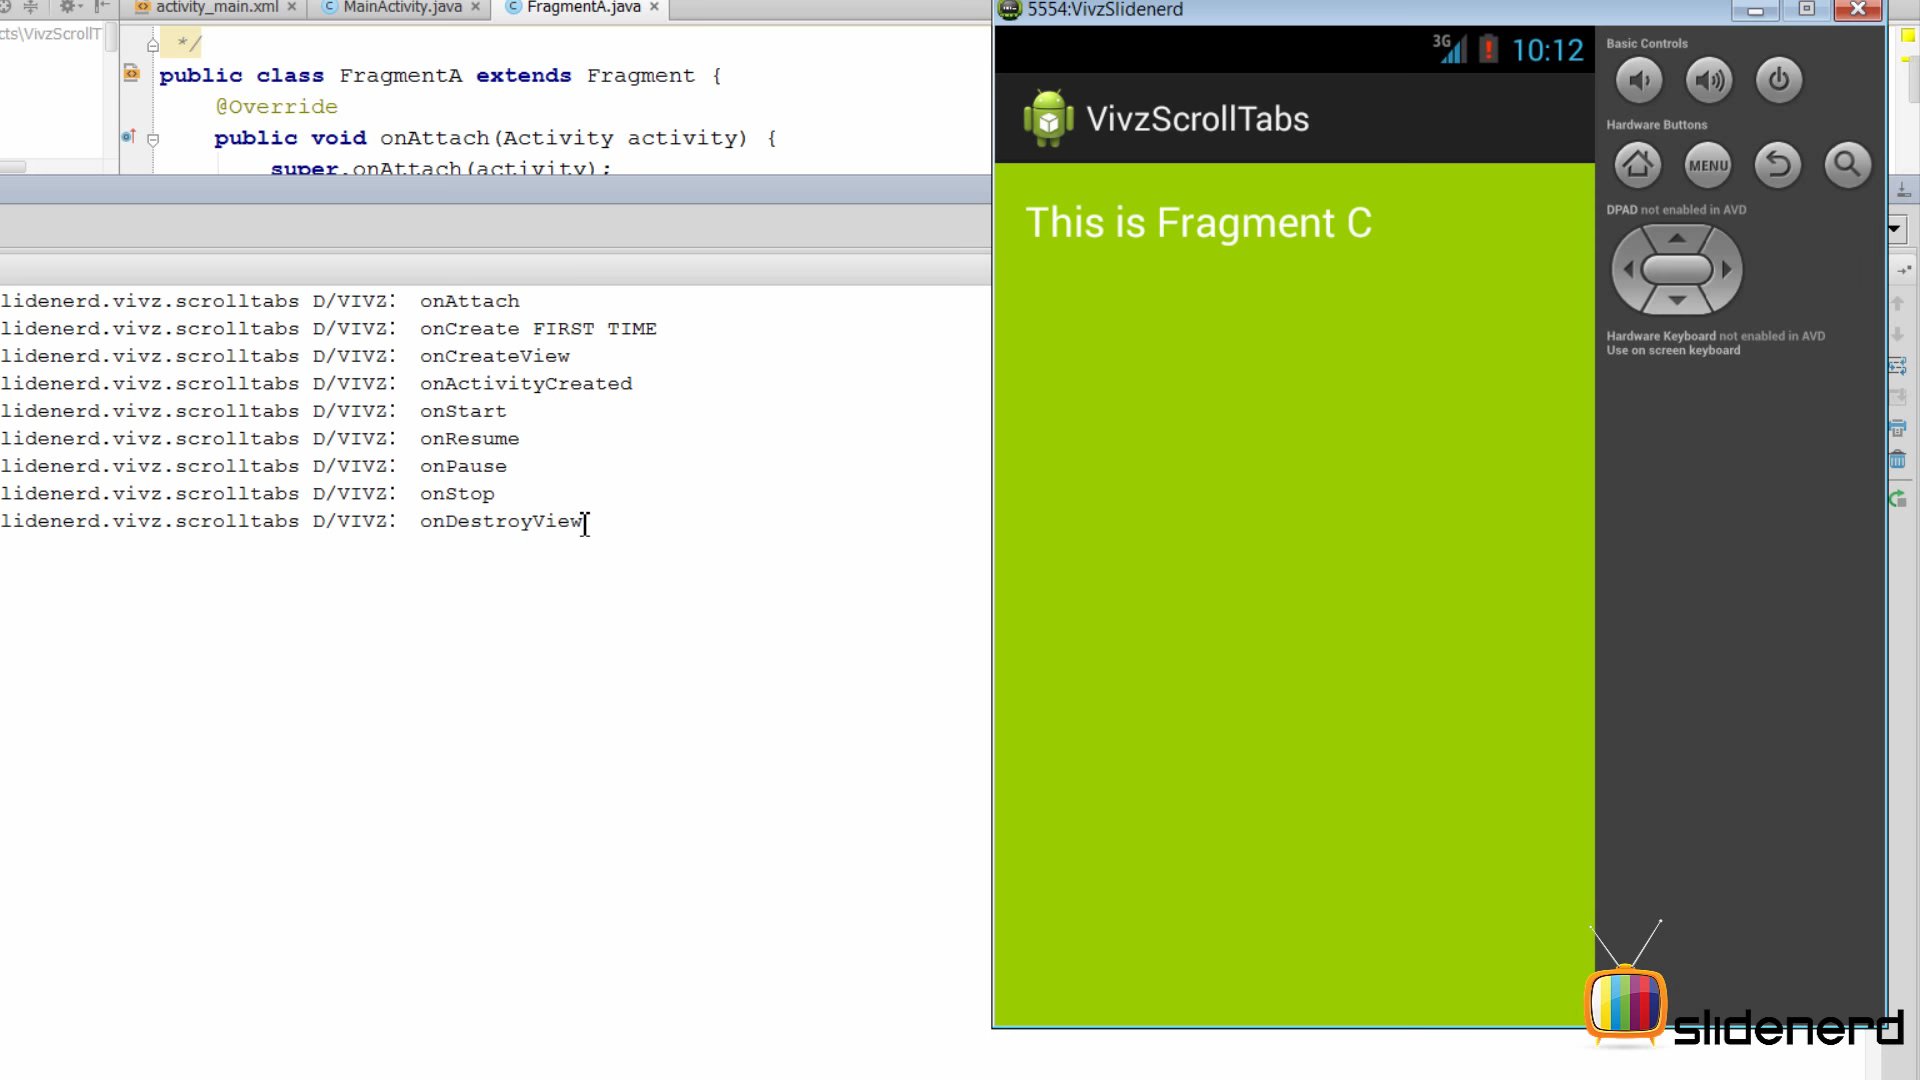 activity_main.xml
MainActivity.java
FragmentA.java
cts\VivzScrollT
*/
public class FragmentA extends Fragment {
@Override
public void onAttach(Activity activity) {
super.onAttach(activity);
lidenerd.vivz.scrolltabs D/VIVZ: onAttach
lidenerd.vivz.scrolltabs D/VIVZ: onCreate FIRST TIME
lidenerd.vivz.scrolltabs D/VIVZ: onCreateView
lidenerd.vivz.scrolltabs D/VIVZ: onActivityCreated
lidenerd.vivz.scrolltabs D/VIVZ: onStart
lidenerd.vivz.scrolltabs D/VIVZ: onResume
lidenerd.vivz.scrolltabs D/VIVZ: onPause
lidenerd.vivz.scrolltabs D/VIVZ: onStop
lidenerd.vivz.scrolltabs D/VIVZ: onDestroyView
5554:VivzSlidenerd
3G
10:12
VivzScrollTabs
This is Fragment C
Basic Controls
Hardware Buttons
MENU
DPAD not enabled in AVD
Hardware Keyboard not enabled in AVD
Use on screen keyboard
slidenerd